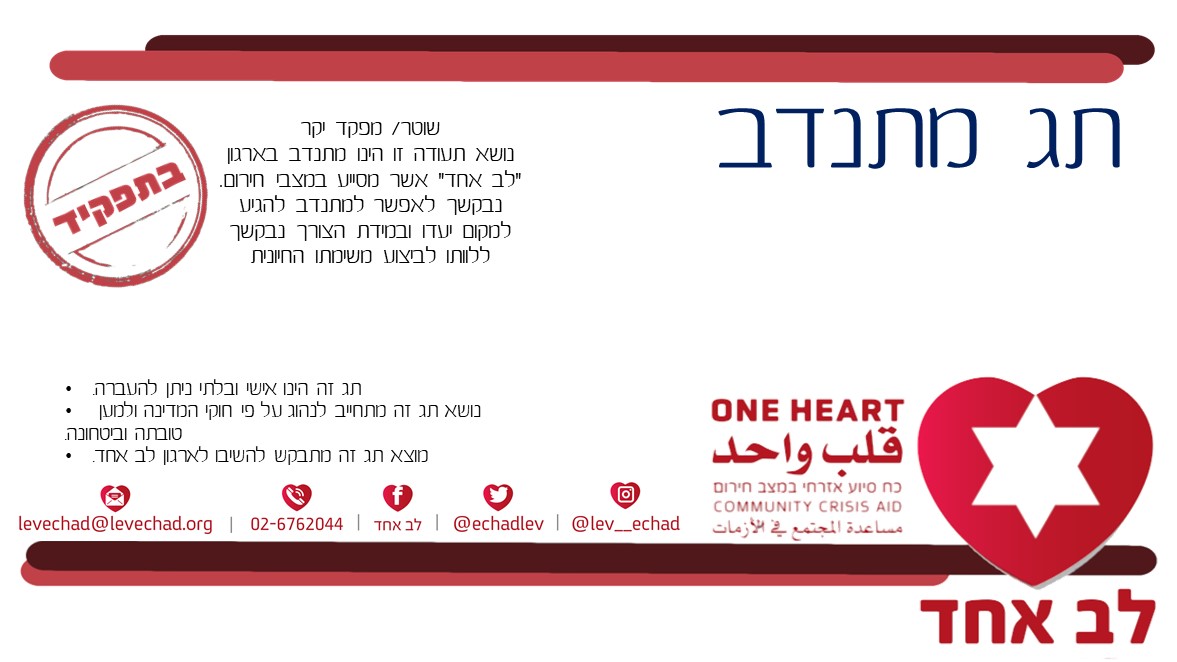 תג מתנדב
שוטר/ מפקד יקר
נושא תעודה זו הינו מתנדב בארגון
"לב אחד" אשר מסייע במצבי חירום.
נבקשך לאפשר למתנדב להגיע
למקום יעדו ובמידת הצורך נבקשך
ללוותו לביצוע משימתו החיונית
בתפקיד
• תג זה הינו אישי ובלתי ניתן להעברה.
• נושא תג זה מתחייב לנהוג על פי חוקי המדינה ולמען
טובתה וביטחונה.
• מוצא תג זה מתבקש להשיבו לארגון לב אחד.
levechad@levechad.org | 02-6762044 | לב אחד | @echadlev | @lev__echad
ONE HEART
قلب واحد
כח סיוע אזרחי במצב חירום
COMMUNITY CRISIS AID
مساعدة المجتمع في الأزمات
לב אחד